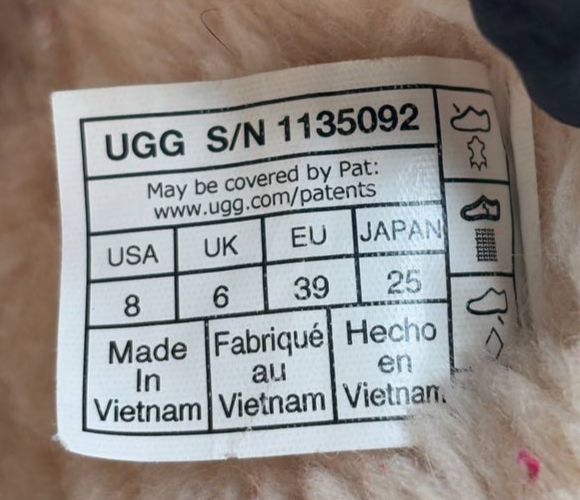 UGG S/N 1135092
May be covered by Pat:
www.ugg.com/patents
USA UK EU JAPAN
8 6 39 25
Made In Vietnam
Fabriqué au Vietnam
Hecho en Vietnam